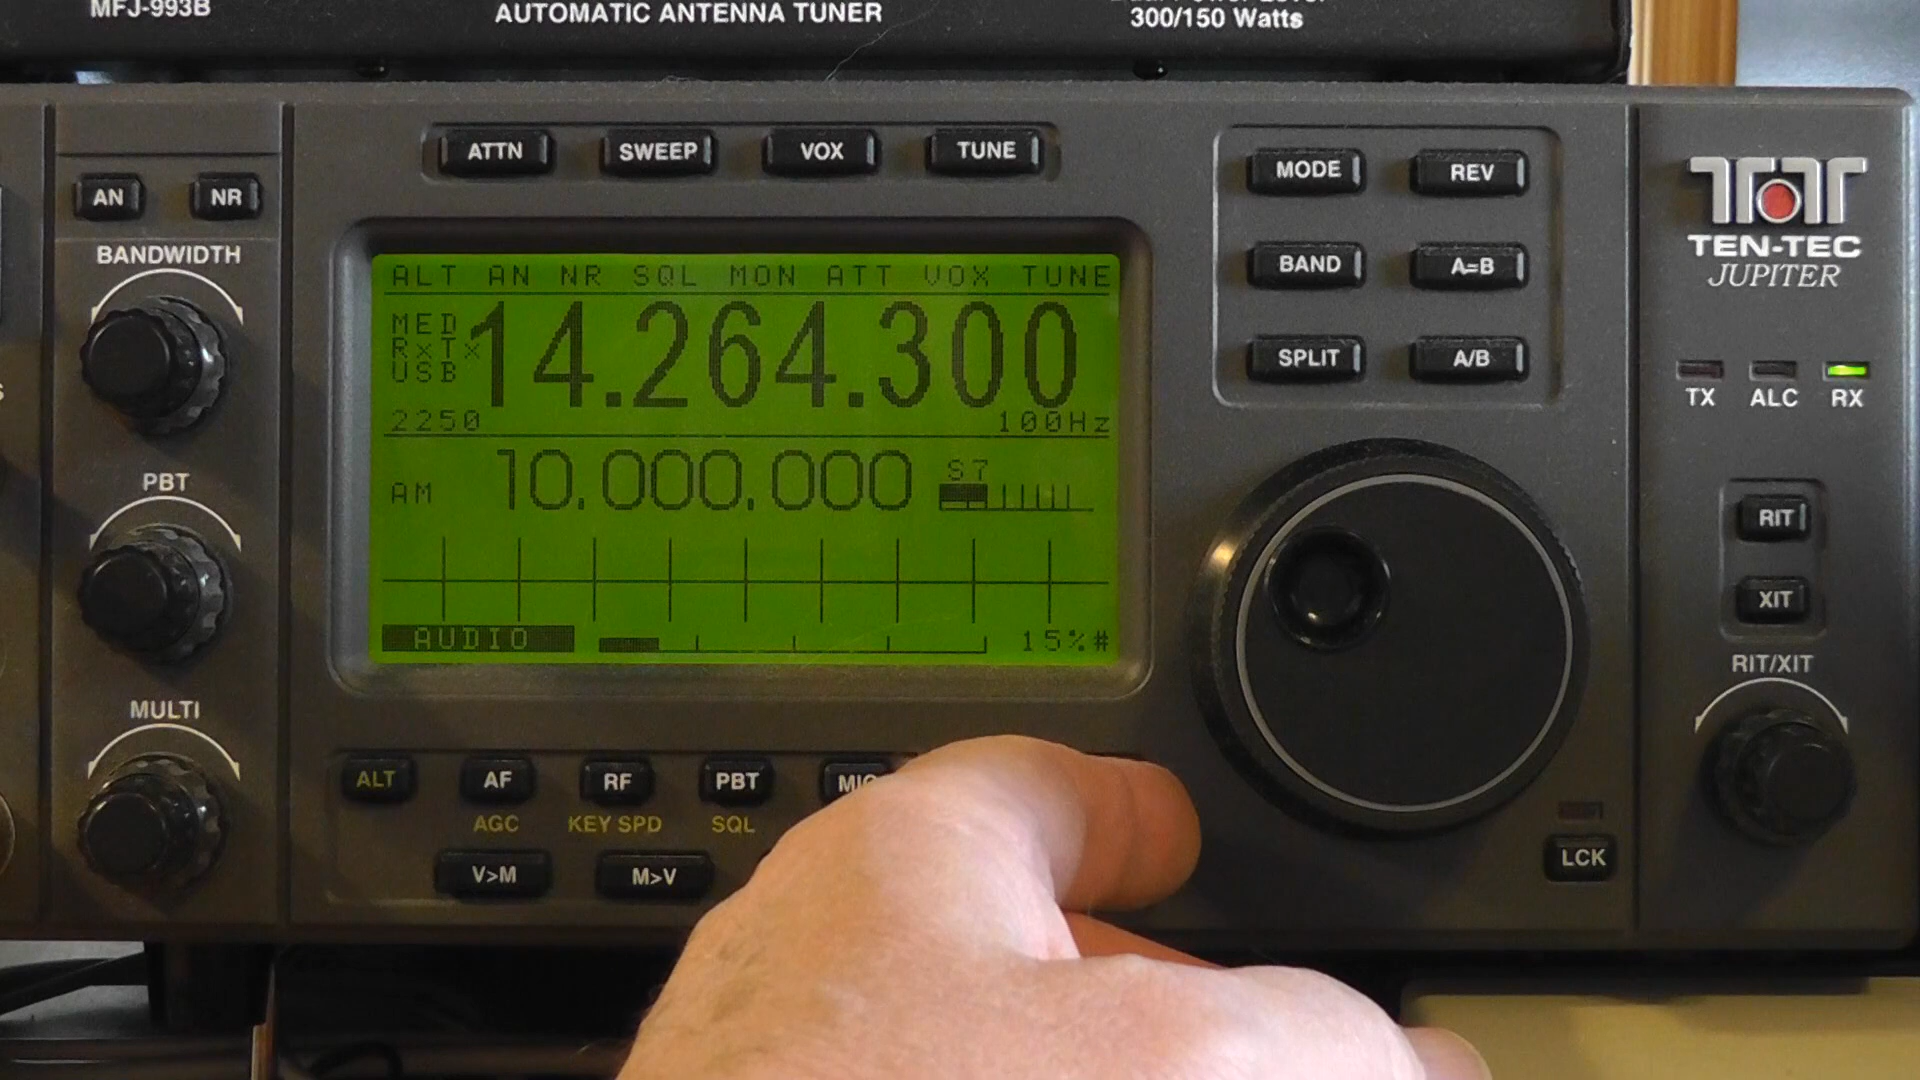 MFJ-993B
AUTOMATIC ANTENNA TUNER
300/150 Watts
ATTN SWEEP VOX TUNE
AN NR
BANDWIDTH
PBT
MULTI
ALT AN NR SQL MON ATT VOX TUNE
MED
RxTx
USB
14.264.300
2250
100Hz
AM 10.000.000
S7
AUDIO
15%#
MODE REV
BAND A=B
SPLIT A/B
TEN-TEC
JUPITER
TX ALC RX
RIT
XIT
RIT/XIT
LCK
ALT AF RF PBT
AGC KEY SPD SQL
V>M M>V